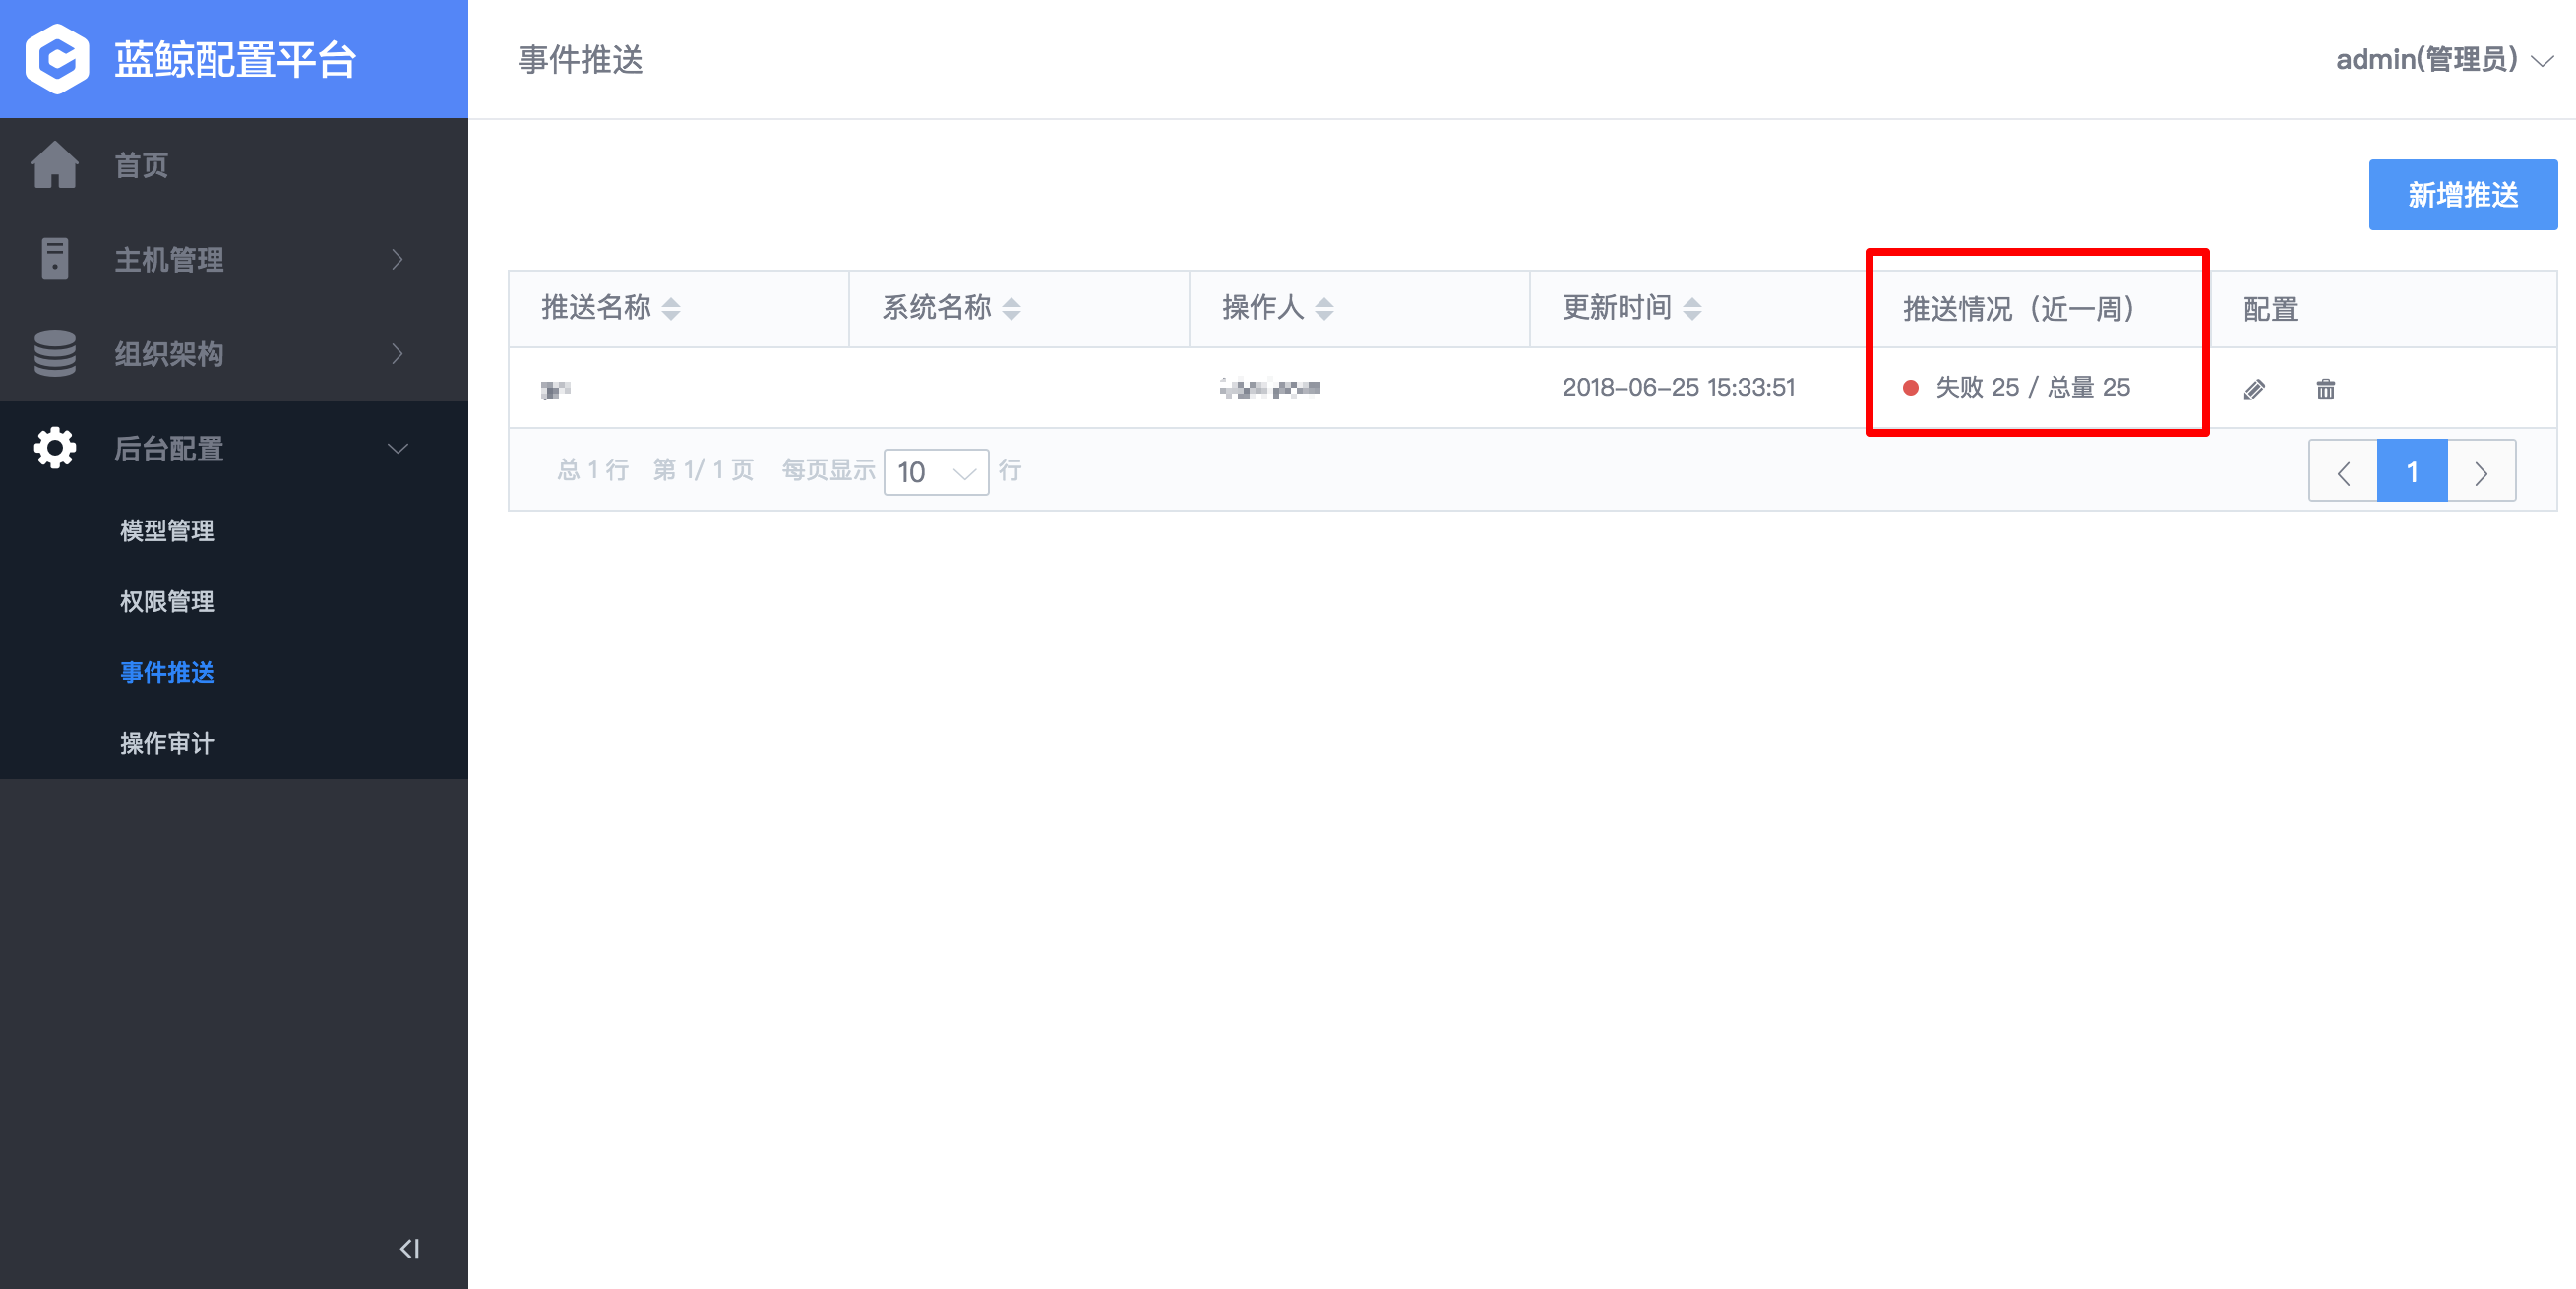 蓝鲸配置平台
事件推送
admin(管理员)
首页
主机管理
组织架构
后台配置
模型管理
权限管理
事件推送
操作审计
新增推送
推送名称 系统名称 操作人 更新时间 推送情况（近一周） 配置
2018-06-25 15:33:51 失败 25 / 总量 25
总 1 行 第 1/ 1 页 每页显示 10 行
1